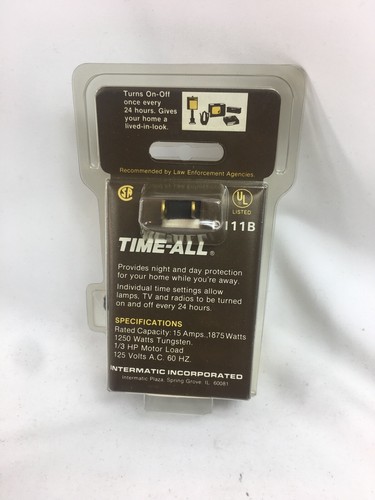 Turns On-Off
once every
24 hours. Gives
your home a
lived-in-look.
Recommended by Law Enforcement Agencies
SA
UL
LISTED
111B
TIME-ALL®
Provides night and day protection
for your home while you're away.
Individual time settings allow
lamps, TV and radios to be turned
on and off every 24 hours.
SPECIFICATIONS
Rated Capacity: 15 Amps.,1875 Watts
1250 Watts Tungsten.
1/3 HP Motor Load
125 Volts A.C. 60 HZ.
INTERMATIC INCORPORATED
Intermatic Plaza, Spring Grove, IL 60081